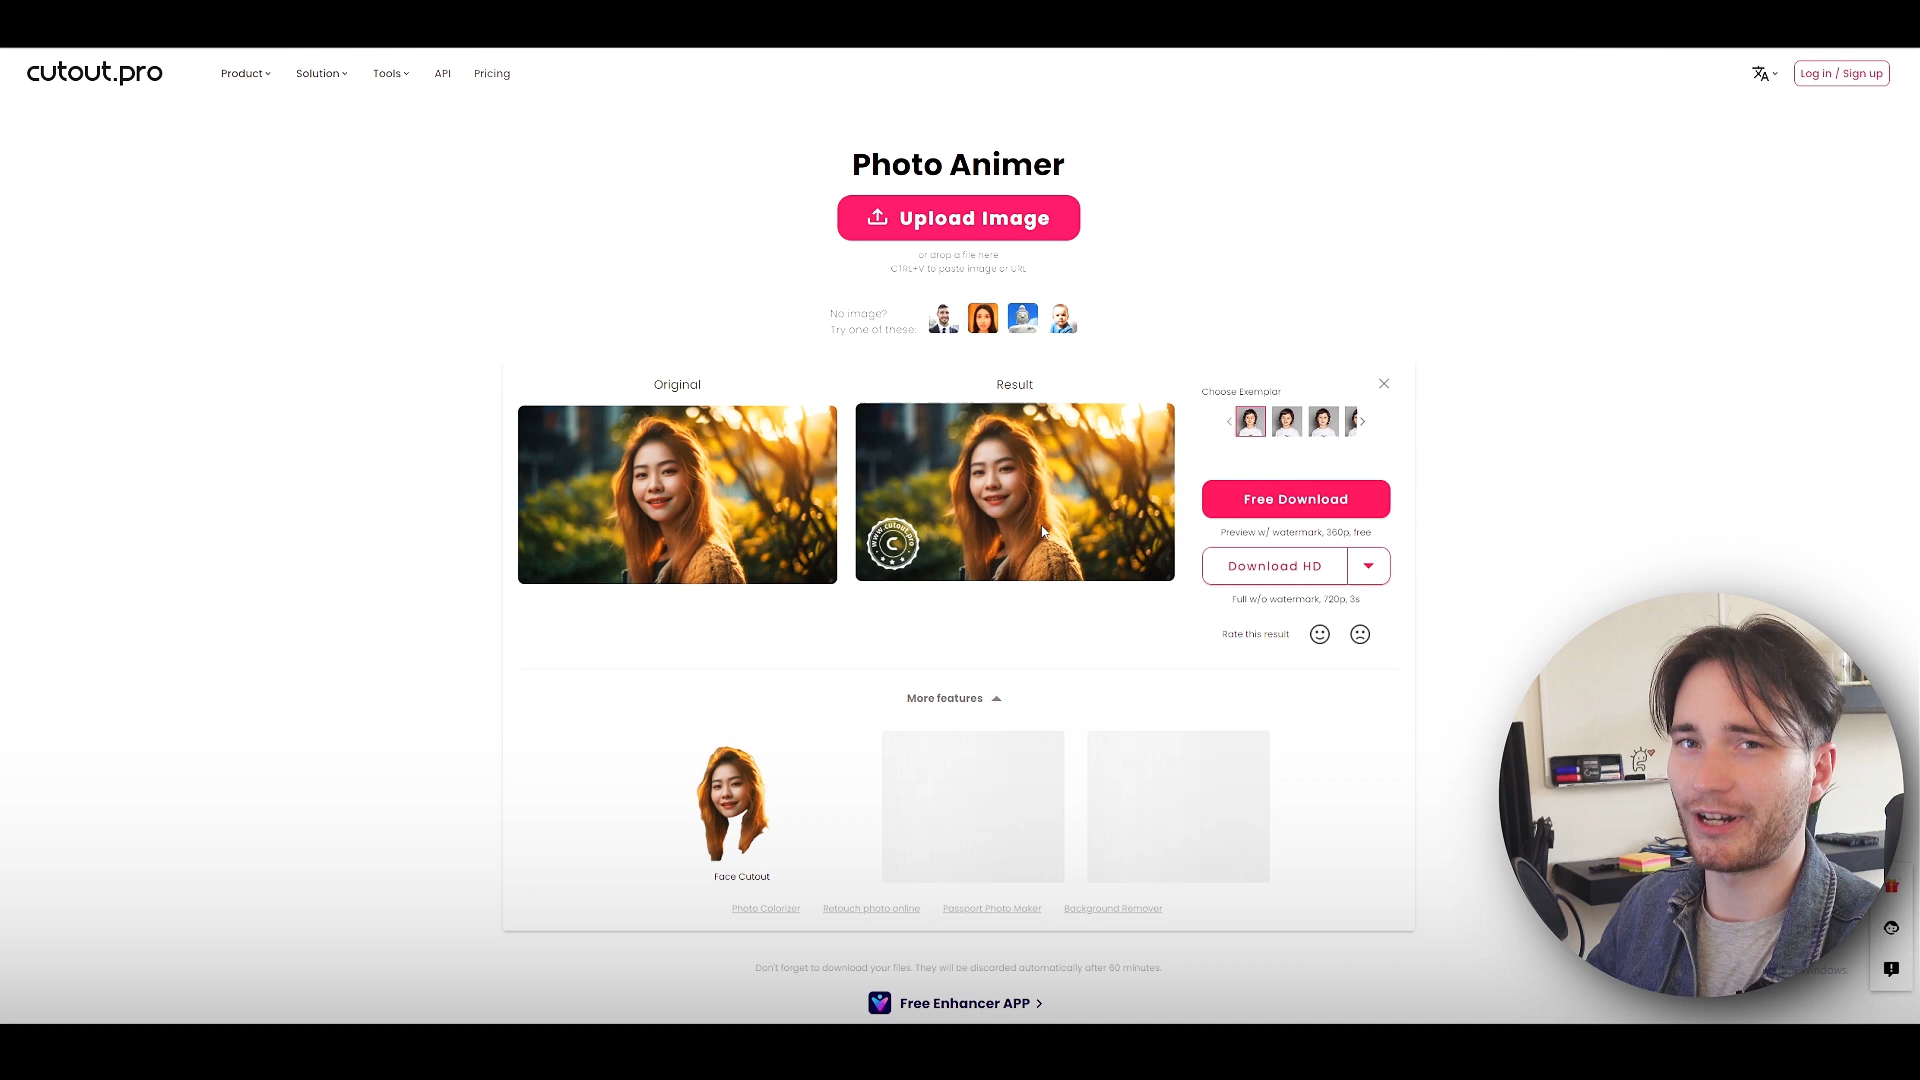 cutout.pro
Product
Solution
Tools
API
Pricing
Log in / Sign up
Photo Animer
Upload Image
or drop a file here
CTRL+V to paste image or URL
No image?
Try one of these:
Original
Result
Choose Exemplar
www.cutout.pro
C
Free Download
Preview w/ watermark, 360p, free
Download HD
Full w/o watermark, 720p, 3s
Rate this result
More features
Face Cutout
Photo Colorizer
Retouch photo online
Passport Photo Maker
Background Remover
Don't forget to download your files. They will be discarded automatically after 60 minutes.
Windows.
Free Enhancer APP